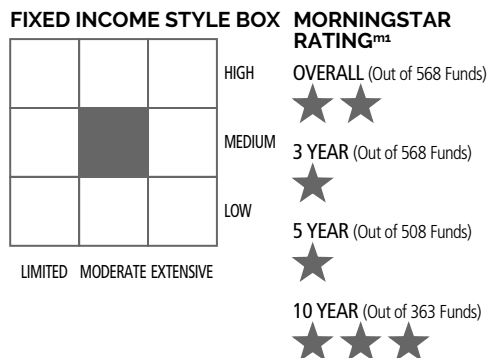 FIXED INCOME STYLE BOX
HIGH
MEDIUM
LOW
LIMITED MODERATE EXTENSIVE
MORNINGSTAR
RATINGᵐ¹
OVERALL (Out of 568 Funds)
3 YEAR (Out of 568 Funds)
5 YEAR (Out of 508 Funds)
10 YEAR (Out of 363 Funds)